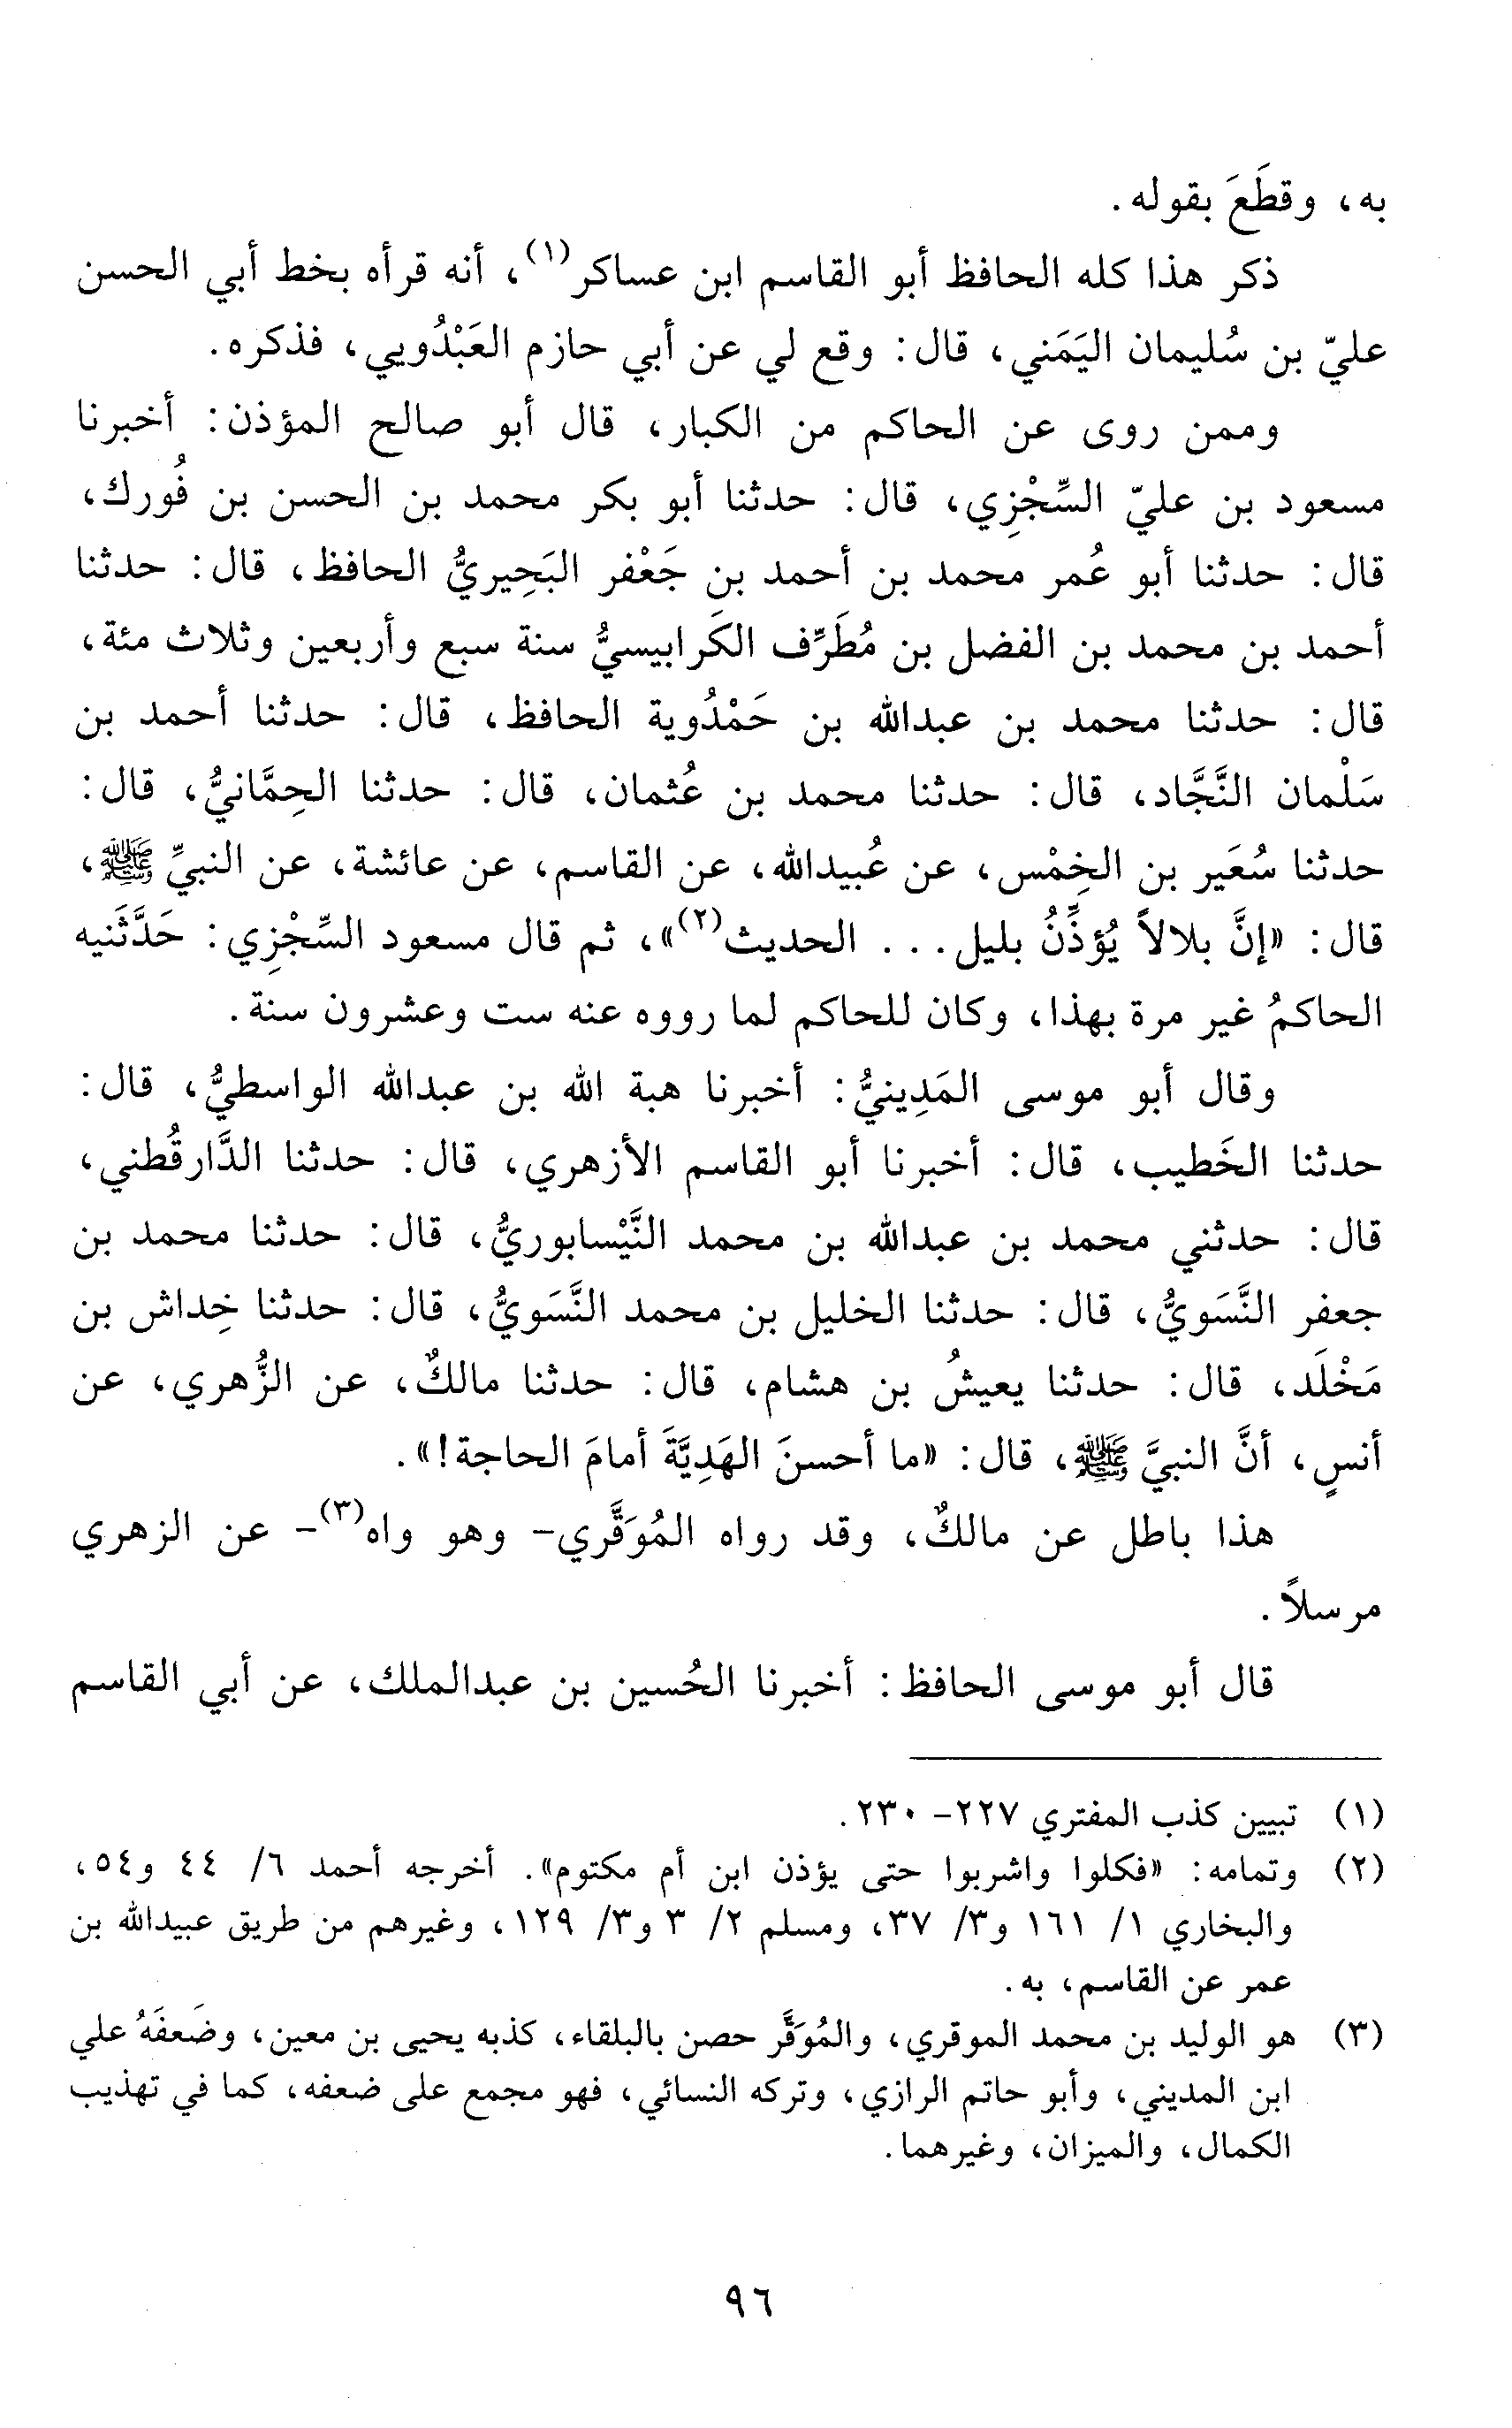 به، وقطَعَ بقوله.
ذكر هذا كله الحافظ أبو القاسم ابن عساكر(١)، أنه قرأه بخط أبي الحسن
عليّ بن سُليمان اليَمَني، قال: وقع لي عن أبي حازم العَبْدُويي، فذكره.
وممن روى عن الحاكم من الكبار، قال أبو صالح المؤذن: أخبرنا
مسعود بن عليّ السِّجْزِي، قال: حدثنا أبو بكر محمد بن الحسن بن فُورك،
قال: حدثنا أبو عُمر محمد بن أحمد بن جَعْفر البَحِيريُّ الحافظ، قال: حدثنا
أحمد بن محمد بن الفضل بن مُطَرِّف الكَرابيسيُّ سنة سبع وأربعين وثلاث مئة،
قال: حدثنا محمد بن عبدالله بن حَمْدُوية الحافظ، قال: حدثنا أحمد بن
سَلْمان النَّجَّاد، قال: حدثنا محمد بن عُثمان، قال: حدثنا الحِمَّانيُّ، قال:
حدثنا سُعَير بن الخِمْس، عن عُبيدالله، عن القاسم، عن عائشة، عن النبيِّ ﷺ،
قال: «إنَّ بلالاً يُؤذِّنُ بليل... الحديث(٢)»، ثم قال مسعود السِّجْزِي: حَدَّثَنيه
الحاكمُ غير مرة بهذا، وكان للحاكم لما رووه عنه ست وعشرون سنة.
وقال أبو موسى المَدِينيُّ: أخبرنا هبة الله بن عبدالله الواسطيُّ، قال:
حدثنا الخَطيب، قال: أخبرنا أبو القاسم الأزهري، قال: حدثنا الدَّارقُطني،
قال: حدثني محمد بن عبدالله بن محمد النَّيْسابوريُّ، قال: حدثنا محمد بن
جعفر النَّسَويُّ، قال: حدثنا الخليل بن محمد النَّسَويُّ، قال: حدثنا خِداش بن
مَخْلَد، قال: حدثنا يعيشُ بن هشام، قال: حدثنا مالكٌ، عن الزُّهري، عن
أنسٍ، أنَّ النبيَّ ﷺ، قال: «ما أحسنَ الهَدِيَّةَ أمامَ الحاجة!».
هذا باطل عن مالكٌ، وقد رواه المُوَقَّري- وهو واه(٣)- عن الزهري
مرسلاً.
قال أبو موسى الحافظ: أخبرنا الحُسين بن عبدالملك، عن أبي القاسم
(١) تبيين كذب المفتري ٢٢٧- ٢٣٠.
(٢) وتمامه: «فكلوا واشربوا حتى يؤذن ابن أم مكتوم». أخرجه أحمد ٦/ ٤٤ و٥٤،
والبخاري ١/ ١٦١ و٣/ ٣٧، ومسلم ٢/ ٣ و٣/ ١٢٩، وغيرهم من طريق عبيدالله بن
عمر عن القاسم، به.
(٣) هو الوليد بن محمد الموقري، والمُوَقَّر حصن بالبلقاء، كذبه يحيى بن معين، وضَعفَهُ علي
ابن المديني، وأبو حاتم الرازي، وتركه النسائي، فهو مجمع على ضعفه، كما في تهذيب
الكمال، والميزان، وغيرهما.
٩٦